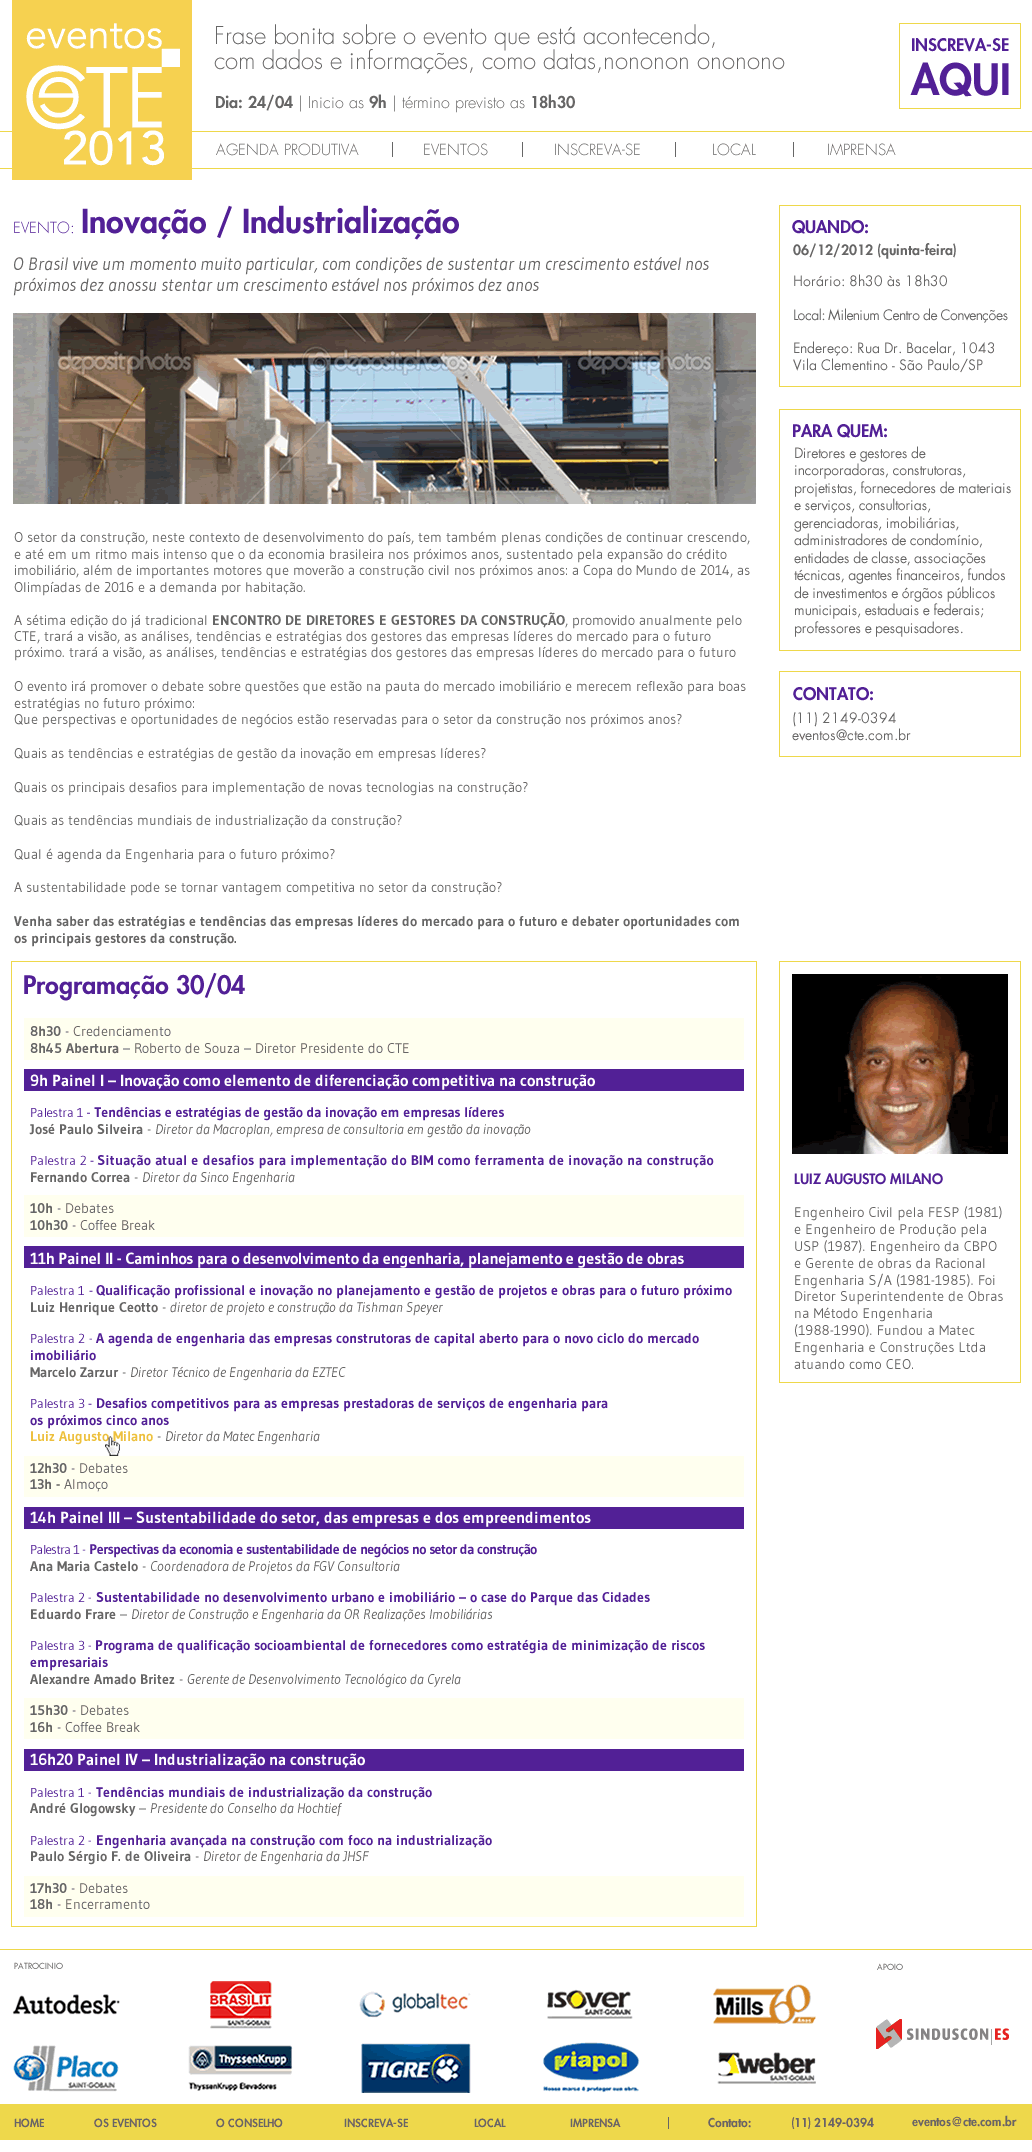 eventos
CTE
2013
Frase bonita sobre o evento que está acontecendo,
com dados e informações, como datas,nononon ononono
Dia: 24/04 | Inicio as 9h | término previsto as 18h30
INSCREVA-SE
AQUI
AGENDA PRODUTIVA | EVENTOS | INSCREVA-SE | LOCAL | IMPRENSA
EVENTO: Inovação / Industrialização
O Brasil vive um momento muito particular, com condições de sustentar um crescimento estável nos
próximos dez anossu stentar um crescimento estável nos próximos dez anos
depositphotos depositphotos depositphotos
O setor da construção, neste contexto de desenvolvimento do país, tem também plenas condições de continuar crescendo,
e até em um ritmo mais intenso que o da economia brasileira nos próximos anos, sustentado pela expansão do crédito
imobiliário, além de importantes motores que moverão a construção civil nos próximos anos: a Copa do Mundo de 2014, as
Olimpíadas de 2016 e a demanda por habitação.
A sétima edição do já tradicional ENCONTRO DE DIRETORES E GESTORES DA CONSTRUÇÃO, promovido anualmente pelo
CTE, trará a visão, as análises, tendências e estratégias dos gestores das empresas líderes do mercado para o futuro
próximo. trará a visão, as análises, tendências e estratégias dos gestores das empresas líderes do mercado para o futuro
O evento irá promover o debate sobre questões que estão na pauta do mercado imobiliário e merecem reflexão para boas
estratégias no futuro próximo:
Que perspectivas e oportunidades de negócios estão reservadas para o setor da construção nos próximos anos?
Quais as tendências e estratégias de gestão da inovação em empresas líderes?
Quais os principais desafios para implementação de novas tecnologias na construção?
Quais as tendências mundiais de industrialização da construção?
Qual é agenda da Engenharia para o futuro próximo?
A sustentabilidade pode se tornar vantagem competitiva no setor da construção?
Venha saber das estratégias e tendências das empresas líderes do mercado para o futuro e debater oportunidades com
os principais gestores da construção.
QUANDO:
06/12/2012 (quinta-feira)
Horário: 8h30 às 18h30
Local: Milenium Centro de Convenções
Endereço: Rua Dr. Bacelar, 1043
Vila Clementino - São Paulo/SP
PARA QUEM:
Diretores e gestores de
incorporadoras, construtoras,
projetistas, fornecedores de materiais
e serviços, consultorias,
gerenciadoras, imobiliárias,
administradores de condomínio,
entidades de classe, associações
técnicas, agentes financeiros, fundos
de investimentos e órgãos públicos
municipais, estaduais e federais;
professores e pesquisadores.
CONTATO:
(11) 2149-0394
eventos@cte.com.br
Programação 30/04
8h30 - Credenciamento
8h45 Abertura – Roberto de Souza – Diretor Presidente do CTE
9h Painel I – Inovação como elemento de diferenciação competitiva na construção
Palestra 1 - Tendências e estratégias de gestão da inovação em empresas líderes
José Paulo Silveira - Diretor da Macroplan, empresa de consultoria em gestão da inovação
Palestra 2 - Situação atual e desafios para implementação do BIM como ferramenta de inovação na construção
Fernando Correa - Diretor da Sinco Engenharia
10h - Debates
10h30 - Coffee Break
11h Painel II - Caminhos para o desenvolvimento da engenharia, planejamento e gestão de obras
Palestra 1 - Qualificação profissional e inovação no planejamento e gestão de projetos e obras para o futuro próximo
Luiz Henrique Ceotto - diretor de projeto e construção da Tishman Speyer
Palestra 2 - A agenda de engenharia das empresas construtoras de capital aberto para o novo ciclo do mercado
imobiliário
Marcelo Zarzur - Diretor Técnico de Engenharia da EZTEC
Palestra 3 - Desafios competitivos para as empresas prestadoras de serviços de engenharia para
os próximos cinco anos
Luiz Augusto Milano - Diretor da Matec Engenharia
12h30 - Debates
13h - Almoço
14h Painel III – Sustentabilidade do setor, das empresas e dos empreendimentos
Palestra 1 - Perspectivas da economia e sustentabilidade de negócios no setor da construção
Ana Maria Castelo - Coordenadora de Projetos da FGV Consultoria
Palestra 2 - Sustentabilidade no desenvolvimento urbano e imobiliário – o case do Parque das Cidades
Eduardo Frare – Diretor de Construção e Engenharia da OR Realizações Imobiliárias
Palestra 3 - Programa de qualificação socioambiental de fornecedores como estratégia de minimização de riscos
empresariais
Alexandre Amado Britez - Gerente de Desenvolvimento Tecnológico da Cyrela
15h30 - Debates
16h - Coffee Break
16h20 Painel IV – Industrialização na construção
Palestra 1 - Tendências mundiais de industrialização da construção
André Glogowsky – Presidente do Conselho da Hochtief
Palestra 2 - Engenharia avançada na construção com foco na industrialização
Paulo Sérgio F. de Oliveira - Diretor de Engenharia da JHSF
17h30 - Debates
18h - Encerramento
LUIZ AUGUSTO MILANO
Engenheiro Civil pela FESP (1981)
e Engenheiro de Produção pela
USP (1987). Engenheiro da CBPO
e Gerente de obras da Racional
Engenharia S/A (1981-1985). Foi
Diretor Superintendente de Obras
na Método Engenharia
(1988-1990). Fundou a Matec
Engenharia e Construções Ltda
atuando como CEO.
PATROCINIO
APOIO
Autodesk
BRASILIT
SAINT-GOBAIN
globaltec
ISOVER
SAINT-GOBAIN
Mills 60 Anos
SINDUSCON|ES
Placo
SAINT-GOBAIN
ThyssenKrupp
ThyssenKrupp Elevadores
TIGRE
viapol
Nossa marca é proteger sua obra.
weber
SAINT-GOBAIN
HOME OS EVENTOS O CONSELHO INSCREVA-SE LOCAL IMPRENSA | Contato: (11) 2149-0394 eventos@cte.com.br